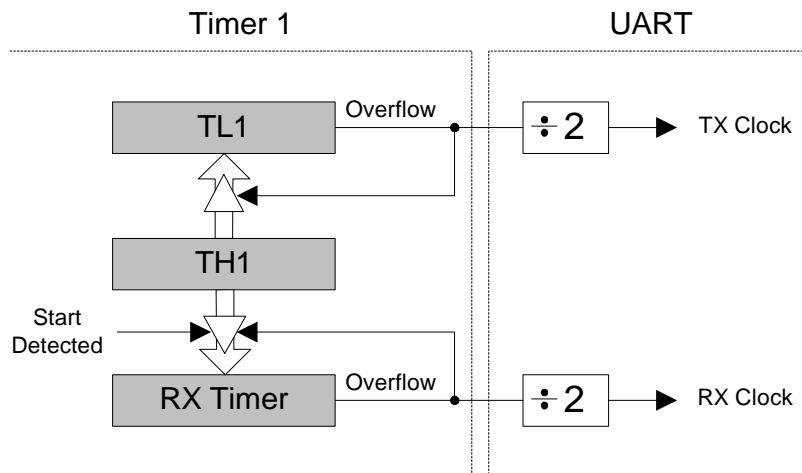 Timer 1
UART
TL1
Overflow
÷ 2
TX Clock
TH1
Start
Detected
RX Timer
Overflow
÷ 2
RX Clock